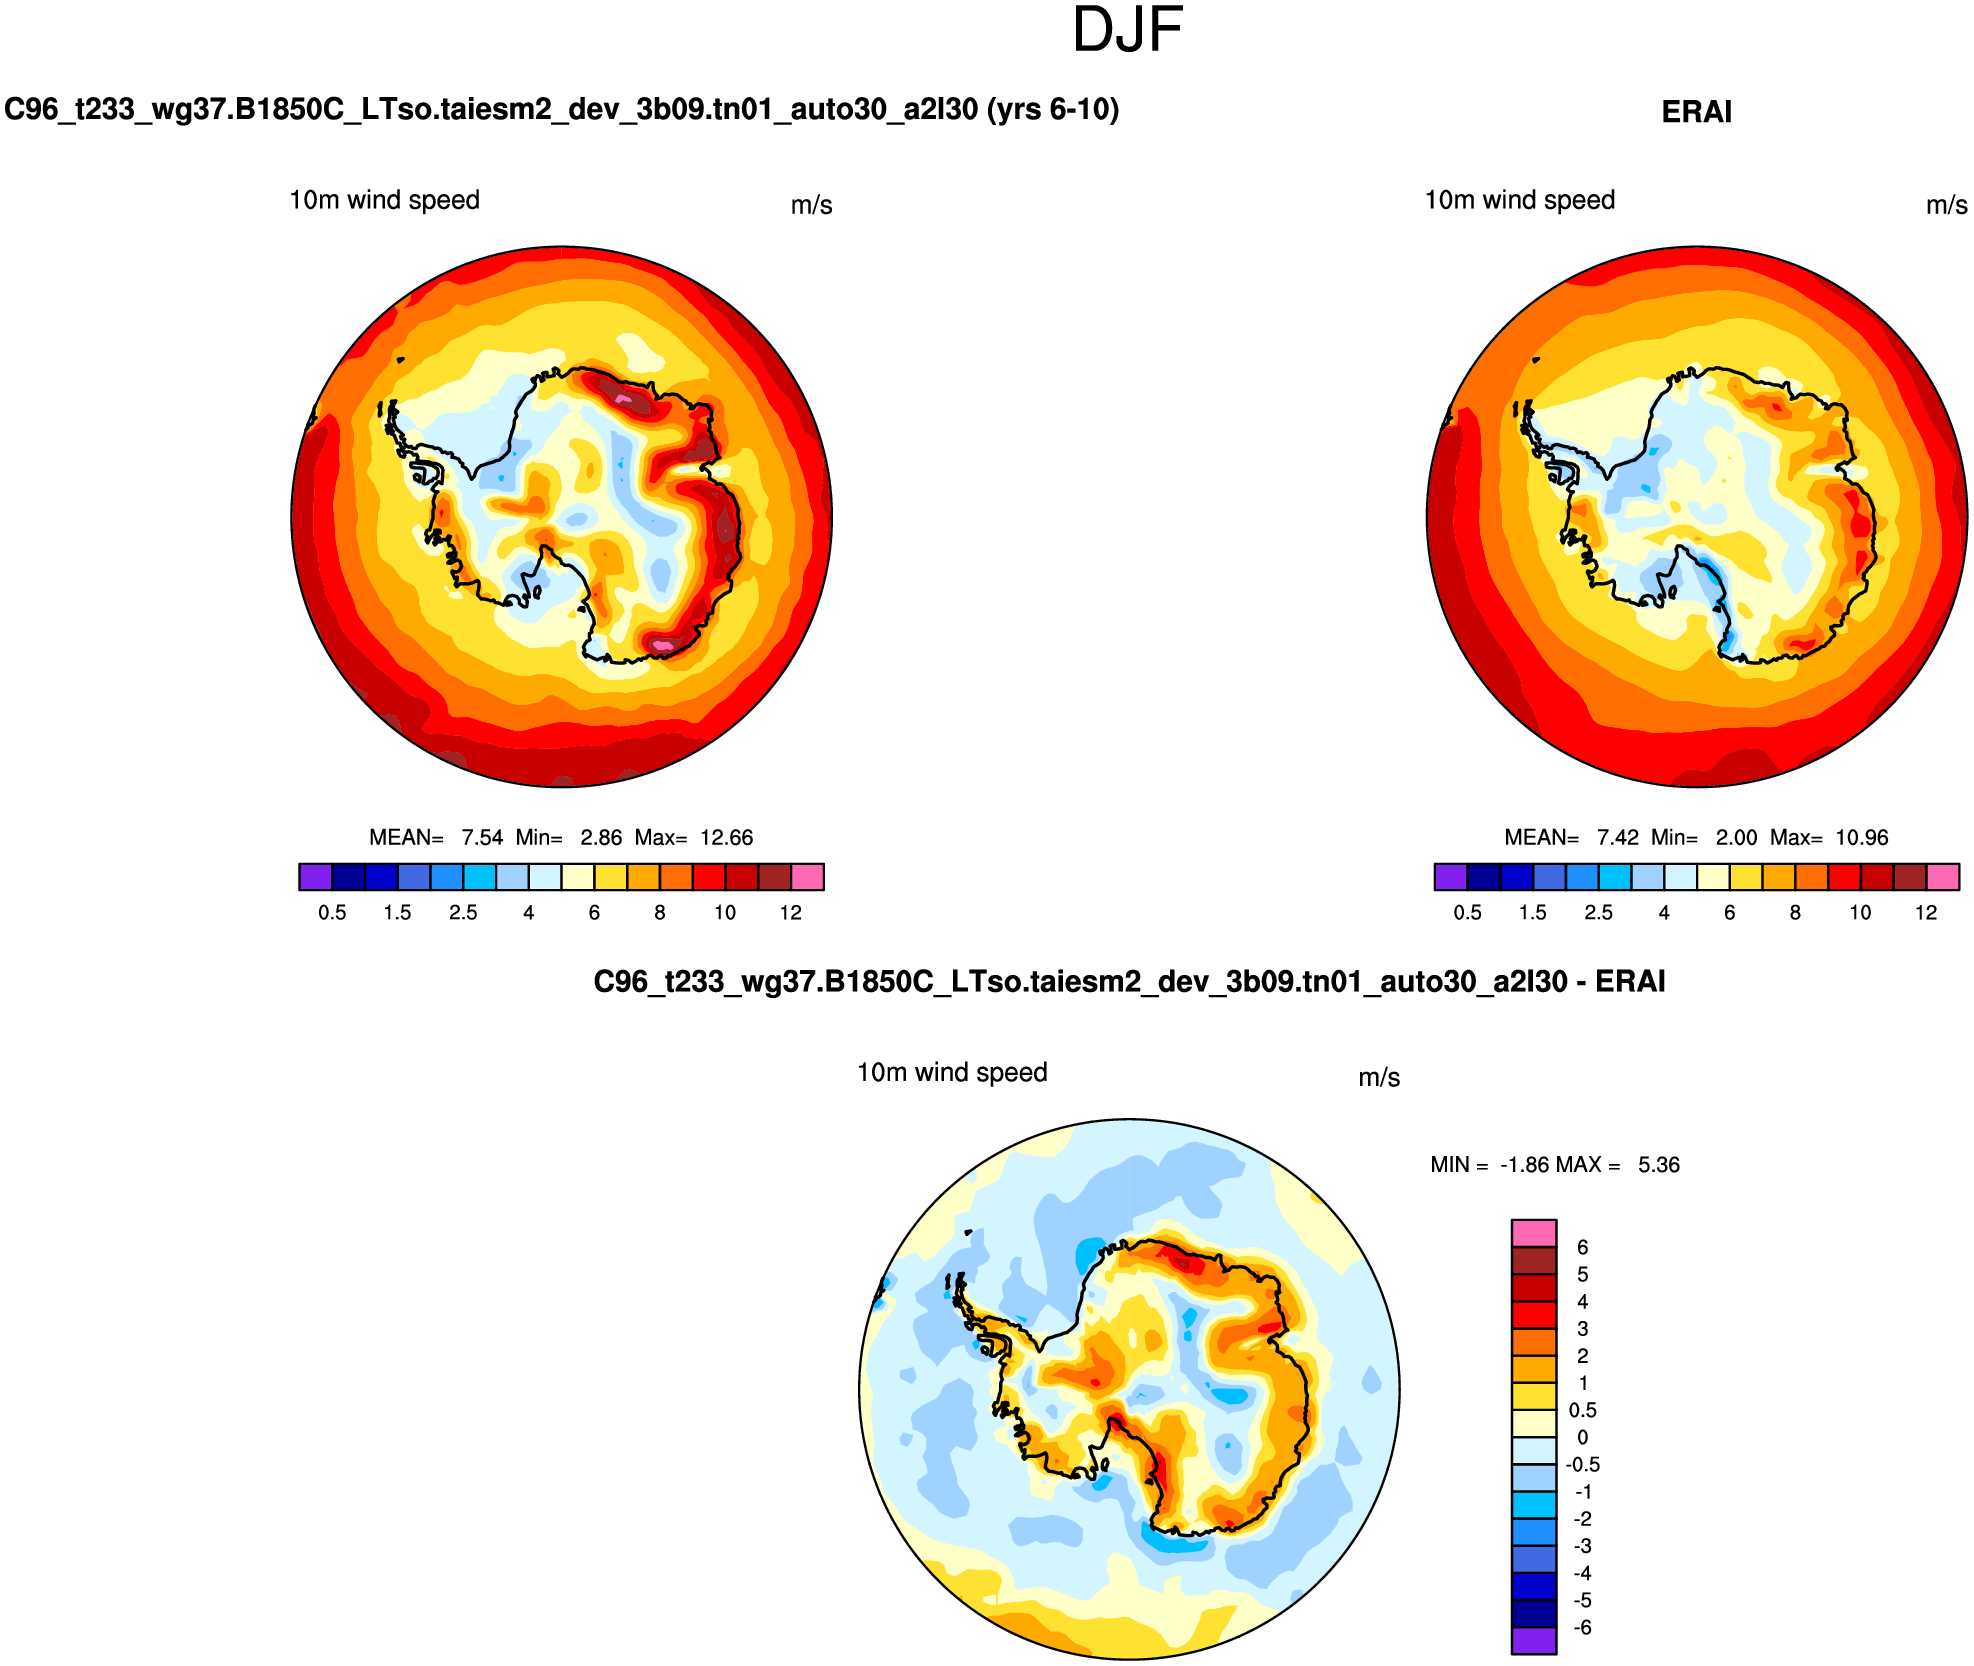 DJF
C96_t233_wg37.B1850C_LTso.taiesm2_dev_3b09.tn01_auto30_a2l30 (yrs 6-10)
ERAI
10m wind speed m/s
10m wind speed m/s
MEAN= 7.54 Min= 2.86 Max= 12.66
0.5 1.5 2.5 4 6 8 10 12
MEAN= 7.42 Min= 2.00 Max= 10.96
0.5 1.5 2.5 4 6 8 10 12
C96_t233_wg37.B1850C_LTso.taiesm2_dev_3b09.tn01_auto30_a2l30 - ERAI
10m wind speed m/s
MIN = -1.86 MAX = 5.36
6
5
4
3
2
1
0.5
0
-0.5
-1
-2
-3
-4
-5
-6